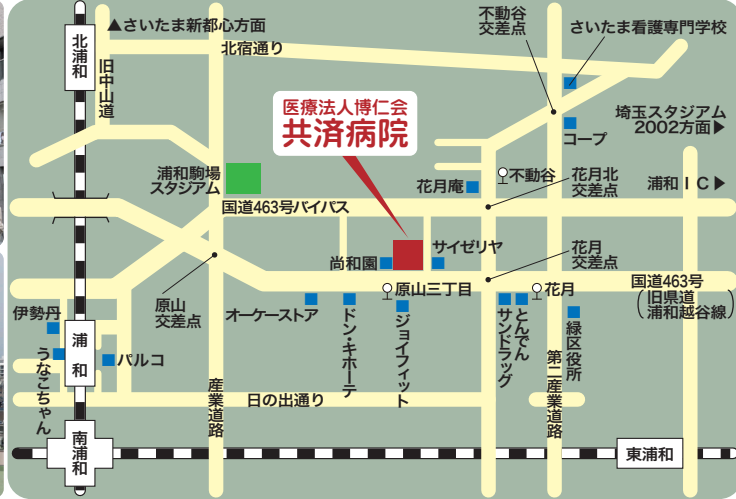 ▲さいたま新都心方面
北浦和
旧中山道
北宿通り
不動谷
交差点
さいたま看護専門学校
埼玉スタジアム
2002方面▶
コープ
医療法人博仁会
共済病院
浦和駒場
スタジアム
花月庵
不動谷
花月北
交差点
浦和IC▶
国道463号バイパス
尚和園
サイゼリヤ
花月
交差点
原山
交差点
原山三丁目
花月
国道463号
(旧県道
浦和越谷線)
伊勢丹
うなこちゃん
浦和
パルコ
オーケーストア
ドン・キホーテ
ジョイフィット
サンドラッグ
とんでん
第二産業道路
緑区役所
産業道路
日の出通り
南浦和
東浦和